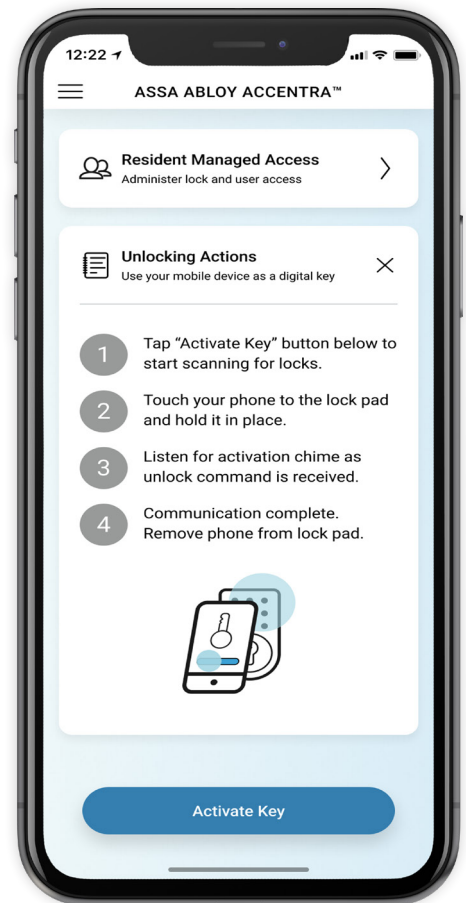 12:22
ASSA ABLOY ACCENTRA™
Resident Managed Access
Administer lock and user access
Unlocking Actions
Use your mobile device as a digital key
1
Tap “Activate Key” button below to
start scanning for locks.
2
Touch your phone to the lock pad
and hold it in place.
3
Listen for activation chime as
unlock command is received.
4
Communication complete.
Remove phone from lock pad.
Activate Key